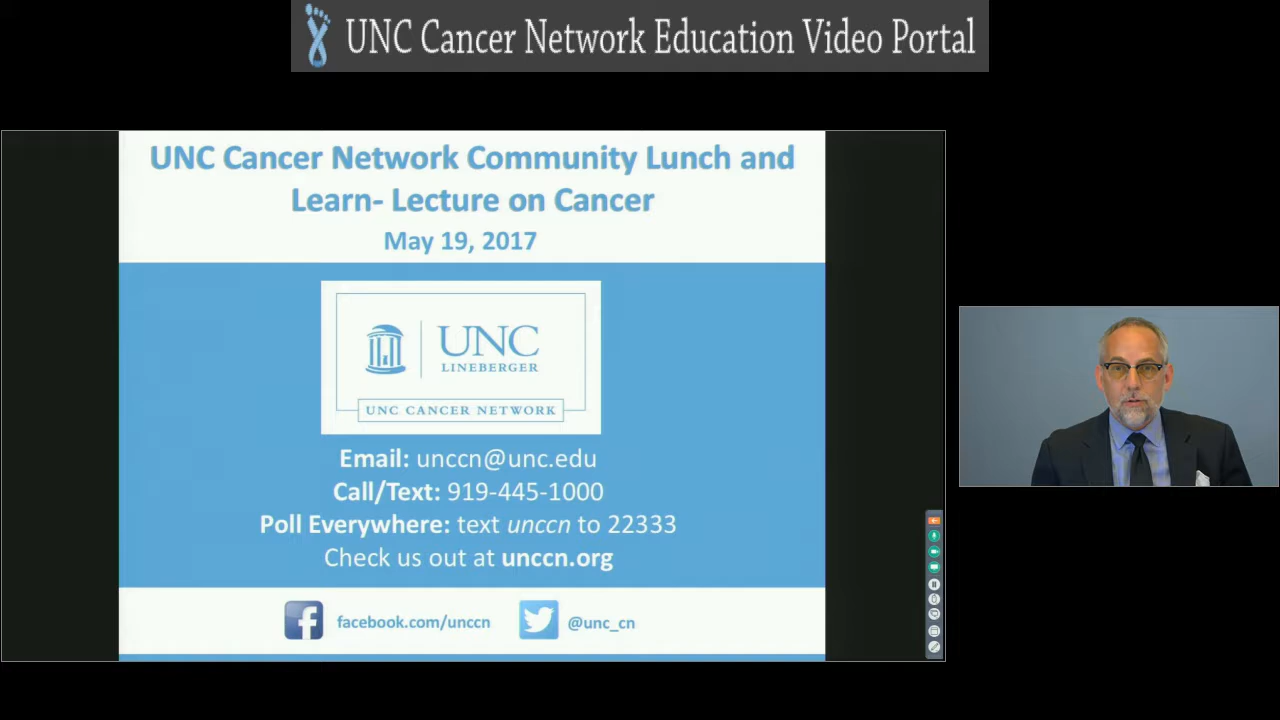 UNC Cancer Network Education Video Portal
UNC Cancer Network Community Lunch and
Learn- Lecture on Cancer
May 19, 2017
UNC
LINEBERGER
UNC CANCER NETWORK
Email: unccn@unc.edu
Call/Text: 919-445-1000
Poll Everywhere: text unccn to 22333
Check us out at unccn.org
facebook.com/unccn
@unc_cn